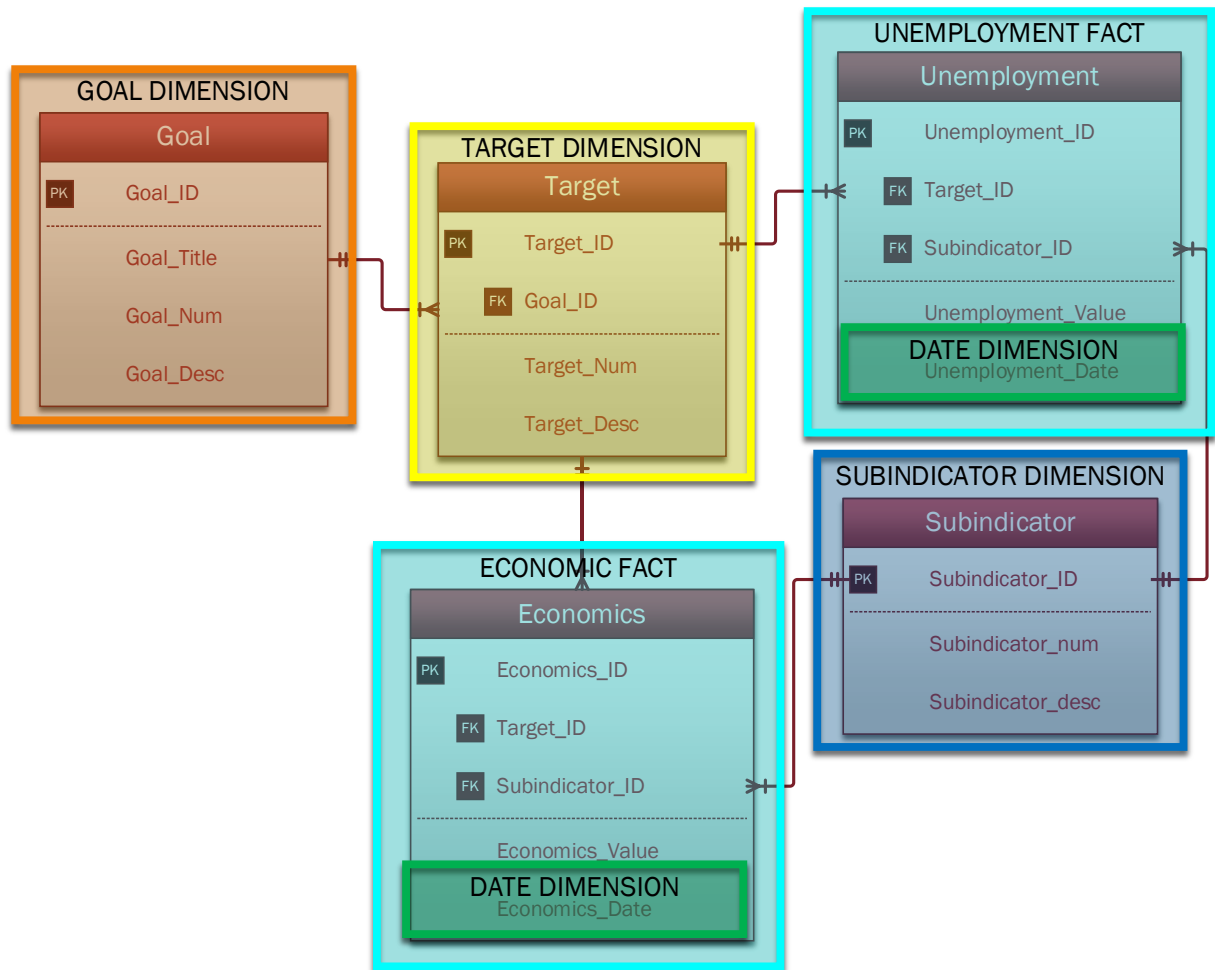 GOAL DIMENSION
Goal
PK Goal_ID
Goal_Title
Goal_Num
Goal_Desc
TARGET DIMENSION
Target
PK Target_ID
FK Goal_ID
Target_Num
Target_Desc
UNEMPLOYMENT FACT
Unemployment
PK Unemployment_ID
FK Target_ID
FK Subindicator_ID
Unemployment_Value
DATE DIMENSION
Unemployment_Date
SUBINDICATOR DIMENSION
Subindicator
PK Subindicator_ID
Subindicator_num
Subindicator_desc
ECONOMIC FACT
Economics
PK Economics_ID
FK Target_ID
FK Subindicator_ID
Economics_Value
DATE DIMENSION
Economics_Date